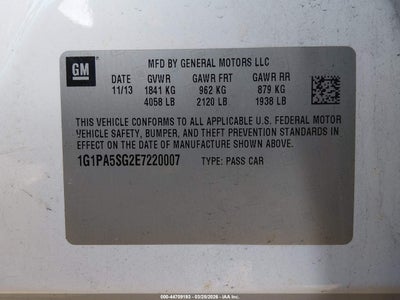 GM
MFD BY GENERAL MOTORS LLC
DATE GVWR GAWR FRT GAWR RR
11/13 1841 KG 962 KG 879 KG
4058 LB 2120 LB 1938 LB
THIS VEHICLE CONFORMS TO ALL APPLICABLE U.S. FEDERAL MOTOR
VEHICLE SAFETY, BUMPER, AND THEFT PREVENTION STANDARDS IN
EFFECT ON THE DATE OF MANUFACTURE SHOWN ABOVE.
1G1PA5SG2E7220007 TYPE: PASS CAR
000-44709193 - 03/29/2026 - IAA Inc.